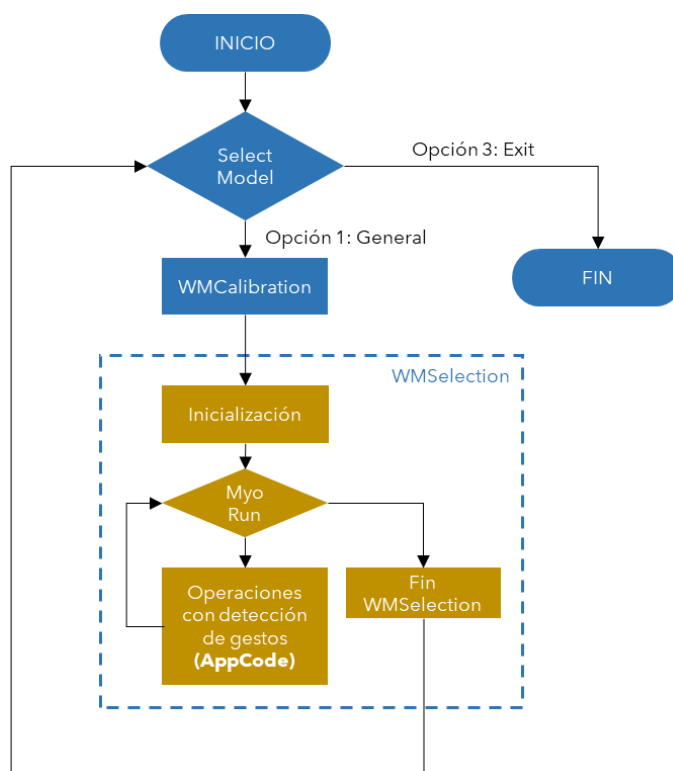 INICIO
Select
Model
Opción 3: Exit
Opción 1: General
WMCalibration
FIN
WMSelection
Inicialización
Myo
Run
Operaciones
con detección
de gestos
(AppCode)
Fin
WMSelection